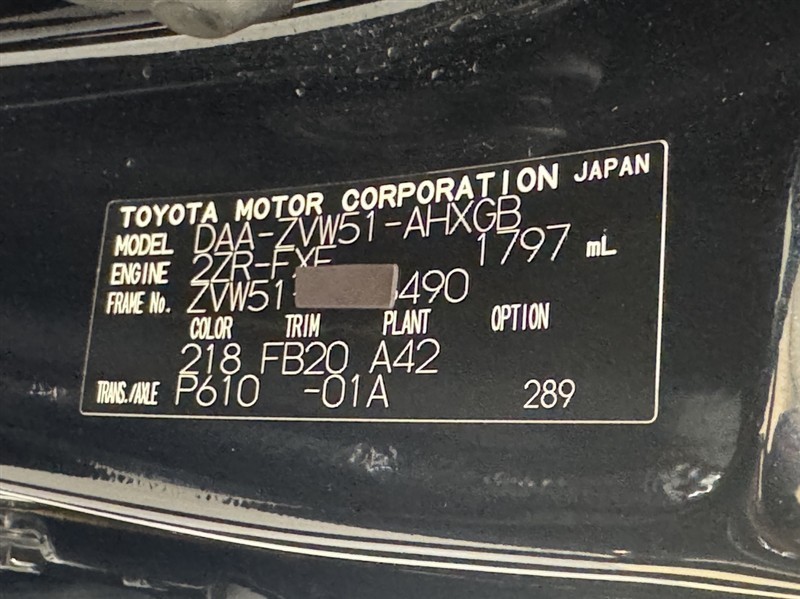 TOYOTA MOTOR CORPORATION JAPAN
MODEL DAA-ZVW51-AHXGB
ENGINE 2ZR-FXE 1797 mL
FRAME No. ZVW51 490
COLOR TRIM PLANT OPTION
218 FB20 A42
TRANS./AXLE P610 -01A 289